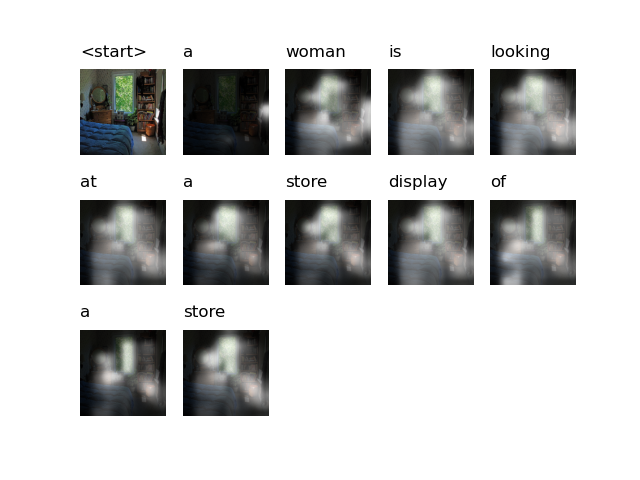 <start> a woman is looking
at a store display of
a store